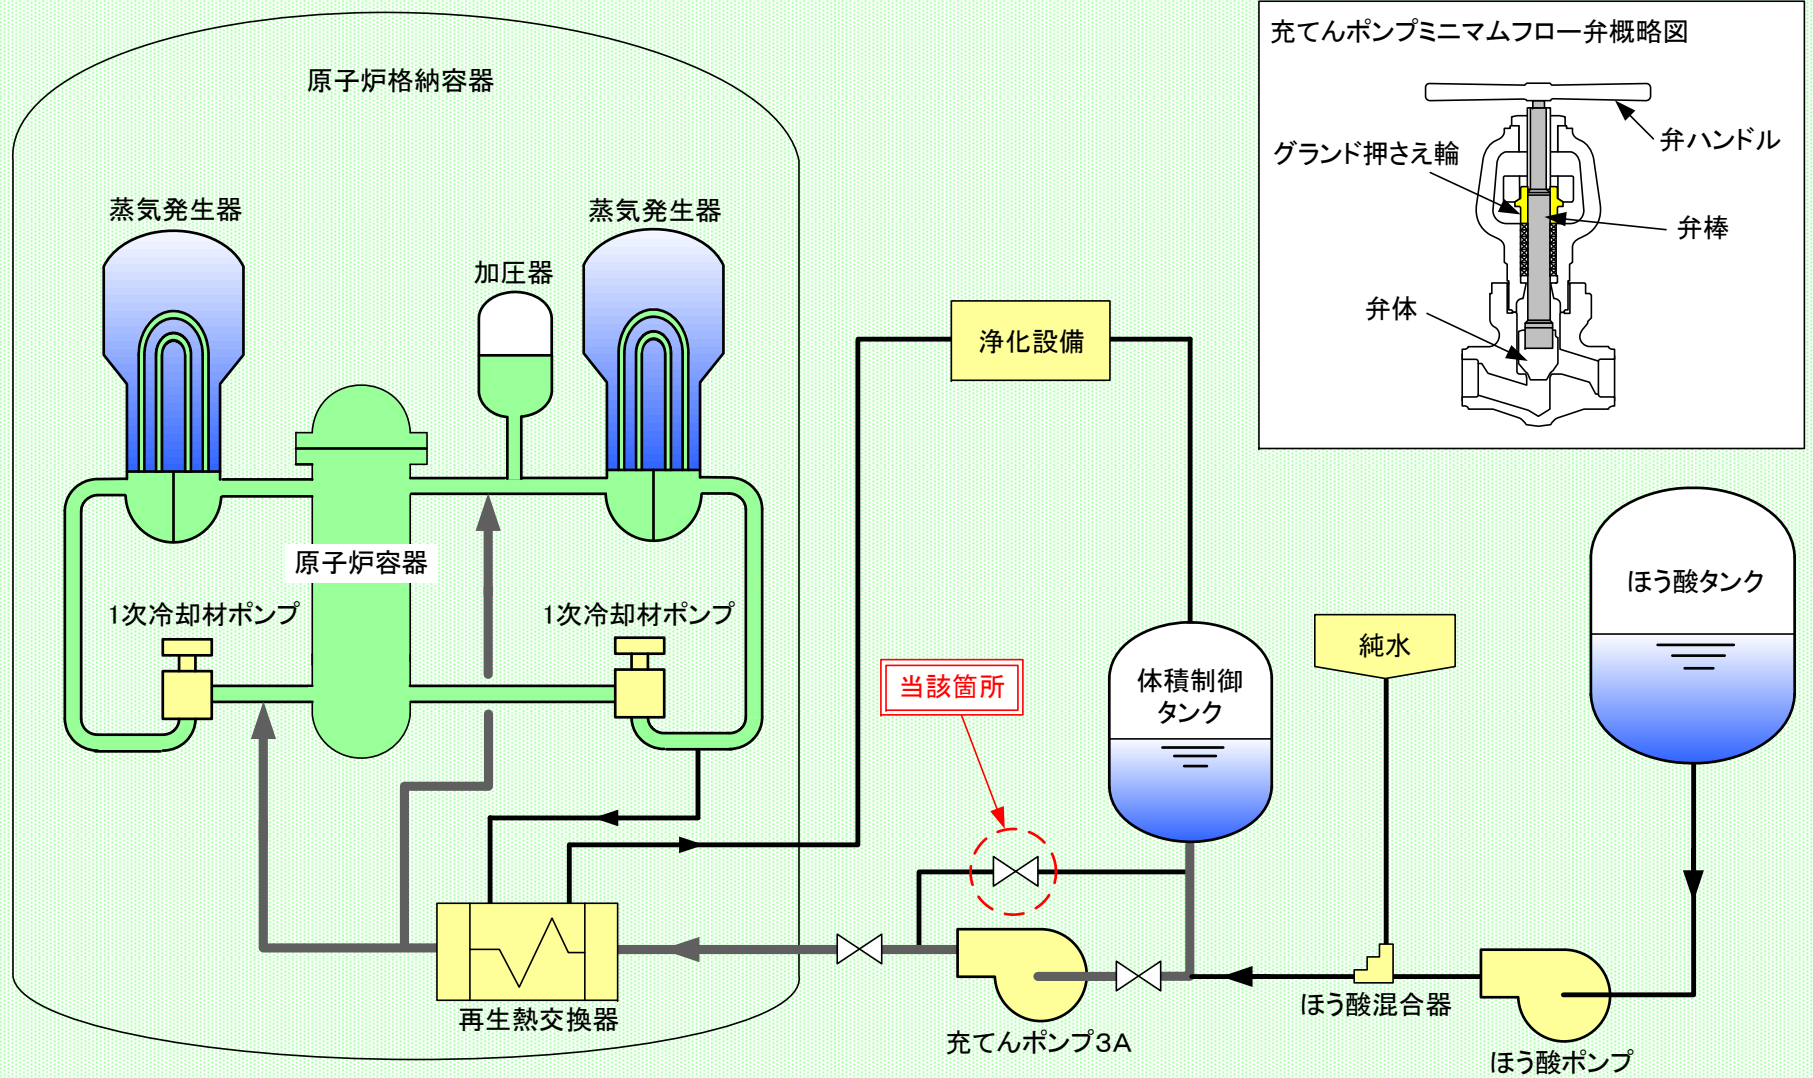 充てんポンプミニマムフロー弁概略図
弁ハンドル
グランド押さえ輪
弁棒
弁体
原子炉格納容器
蒸気発生器
蒸気発生器
加圧器
浄化設備
原子炉容器
1次冷却材ポンプ
1次冷却材ポンプ
ほう酸タンク
純水
当該箇所
体積制御
タンク
再生熱交換器
充てんポンプ3A
ほう酸混合器
ほう酸ポンプ